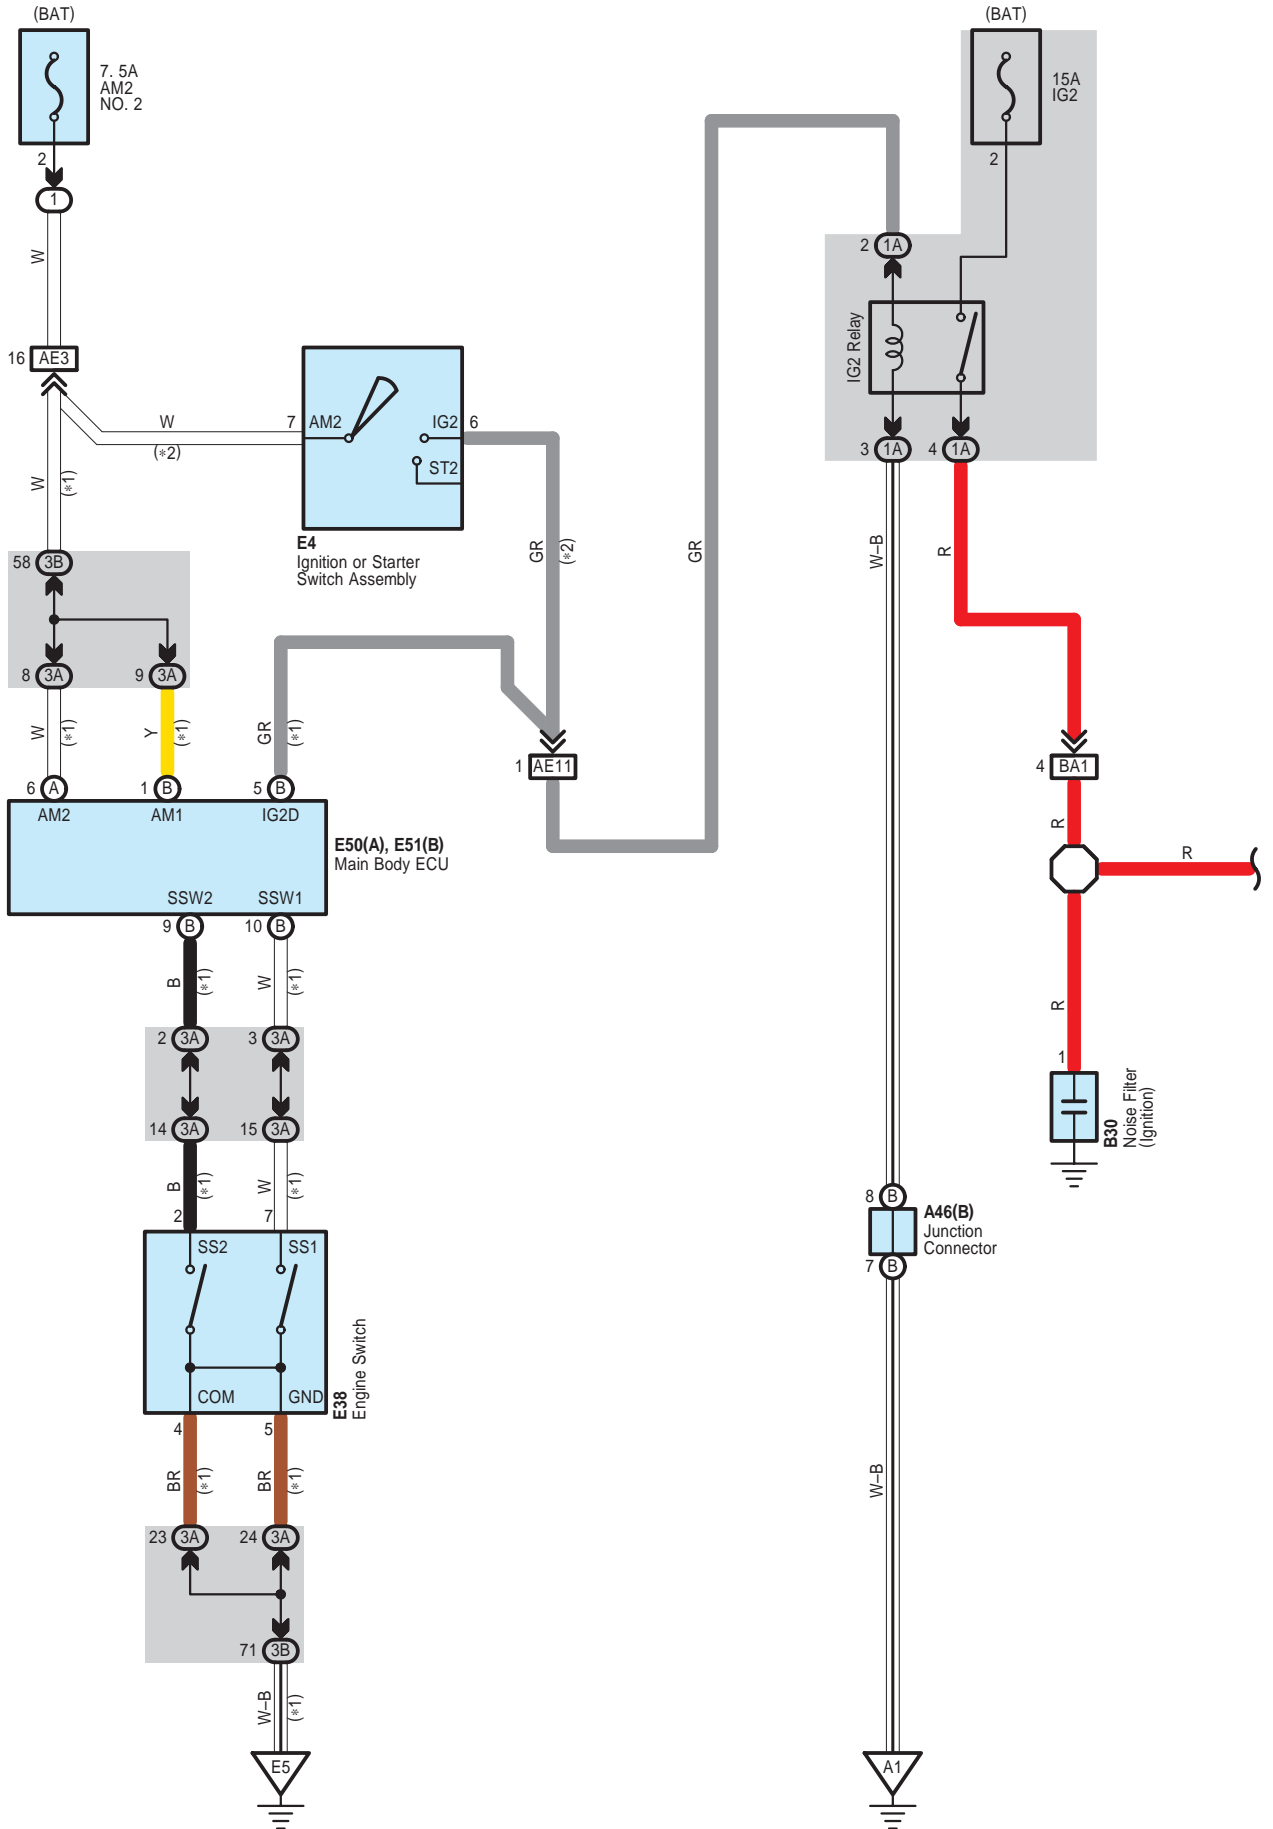 (BAT)
(BAT)
7. 5A
AM2
NO. 2
15A
IG2
2
2
1
W
2 1A
IG2 Relay
16 AE3
W
(*2)
7 AM2
IG2 6
ST2
E4
Ignition or Starter
Switch Assembly
3 1A
4 1A
W
(*1)
GR
(*2)
GR
W–B
R
58 3B
8 3A
9 3A
W
(*1)
Y
(*1)
GR
(*1)
1 AE11
4 BA1
6 A
1 B
5 B
AM2
AM1
IG2D
E50(A), E51(B)
Main Body ECU
SSW2
SSW1
R
R
9 B
10 B
B
(*1)
W
(*1)
R
2 3A
3 3A
1
B30
Noise Filter
(Ignition)
14 3A
15 3A
B
(*1)
W
(*1)
2
7
8 B
A46(B)
Junction
Connector
7 B
SS2
SS1
COM
GND
E38
Engine Switch
4
5
BR
(*1)
BR
(*1)
W–B
23 3A
24 3A
71 3B
W–B
(*1)
E5
A1